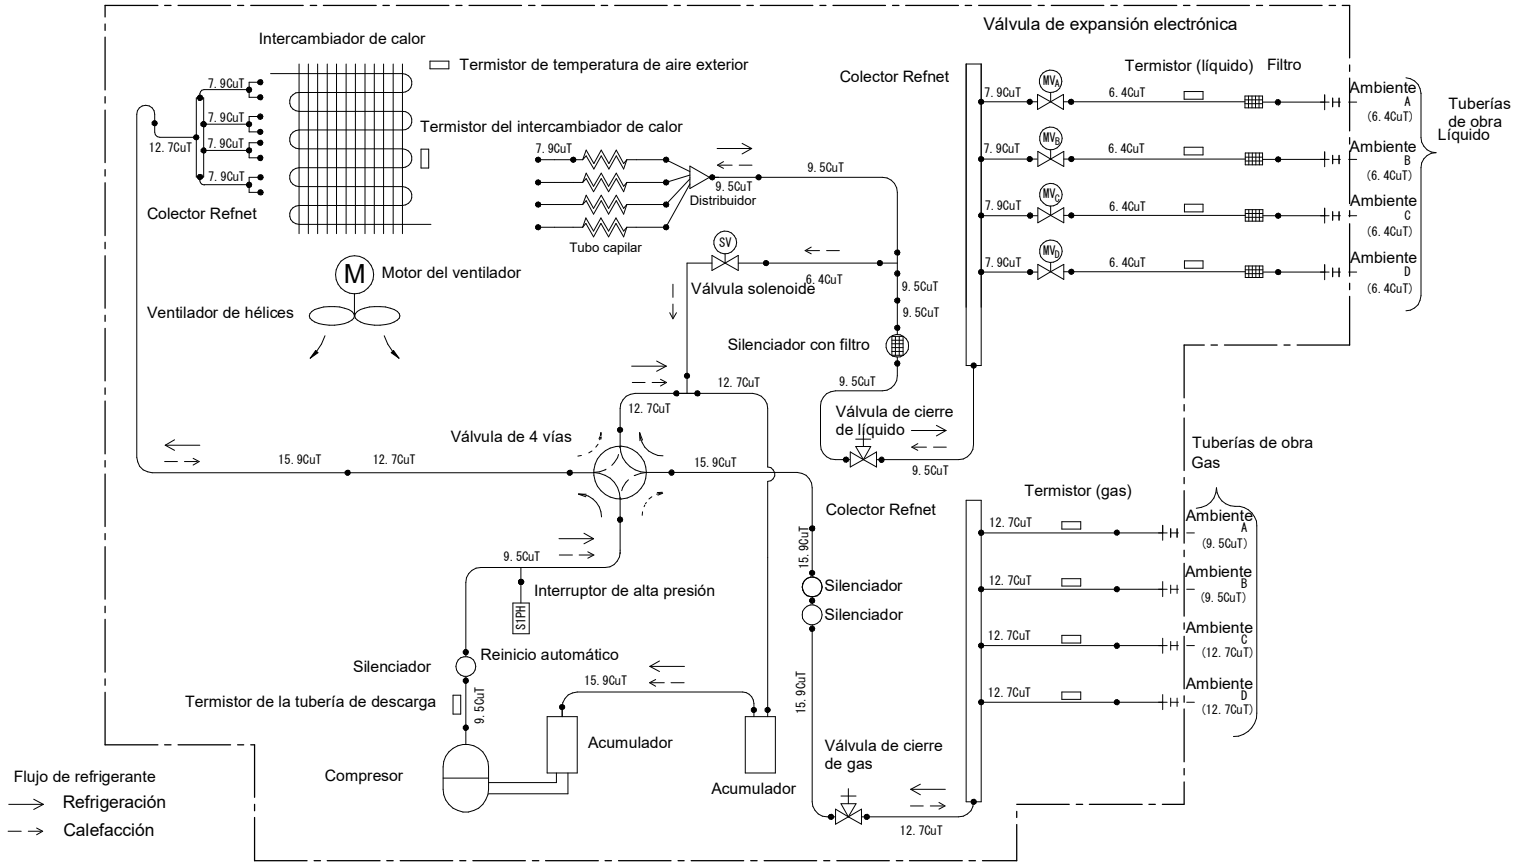 Válvula de expansión electrónica
Intercambiador de calor
Termistor de temperatura de aire exterior
Colector Refnet
Termistor (líquido)
Filtro
7.9CuT
7.9CuT
7.9CuT
7.9CuT
12.7CuT
Colector Refnet
Termistor del intercambiador de calor
7.9CuT
9.5CuT
Distribuidor
Tubo capilar
9.5CuT
7.9CuT
MVA
6.4CuT
Ambiente
A
(6.4CuT)
7.9CuT
MVB
6.4CuT
Ambiente
B
(6.4CuT)
7.9CuT
MVC
6.4CuT
Ambiente
C
(6.4CuT)
7.9CuT
MVD
6.4CuT
Ambiente
D
(6.4CuT)
Tuberías
de obra
Líquido
M
Motor del ventilador
Ventilador de hélices
SV
Válvula solenoide
6.4CuT
9.5CuT
9.5CuT
Silenciador con filtro
9.5CuT
12.7CuT
12.7CuT
Válvula de cierre
de líquido
9.5CuT
Válvula de 4 vías
15.9CuT
12.7CuT
15.9CuT
Tuberías de obra
Gas
Colector Refnet
Termistor (gas)
12.7CuT
Ambiente
A
(9.5CuT)
12.7CuT
Ambiente
B
(9.5CuT)
12.7CuT
Ambiente
C
(12.7CuT)
12.7CuT
Ambiente
D
(12.7CuT)
15.9CuT
Silenciador
Silenciador
15.9CuT
9.5CuT
Interruptor de alta presión
S1PH
Reinicio automático
Silenciador
Termistor de la tubería de descarga
9.5CuT
15.9CuT
Acumulador
Acumulador
Compresor
Válvula de cierre
de gas
12.7CuT
Flujo de refrigerante
Refrigeración
Calefacción